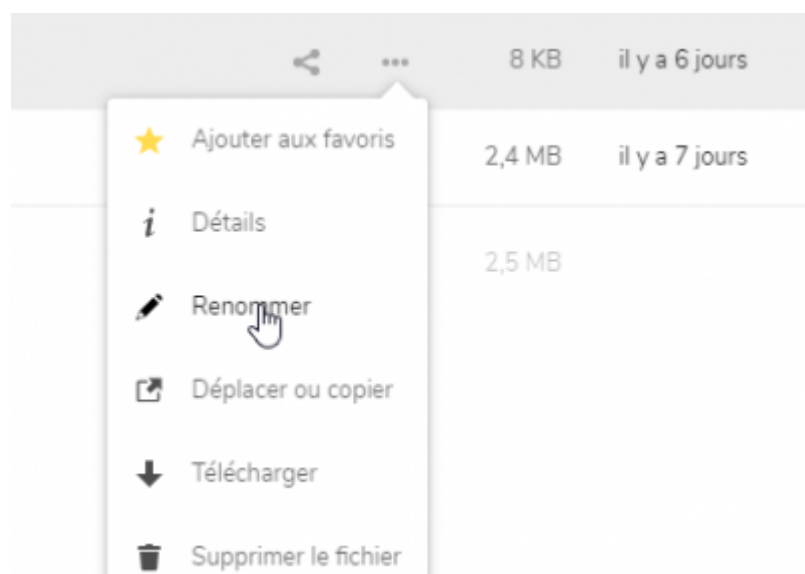 8 KB il y a 6 jours
Ajouter aux favoris
2,4 MB il y a 7 jours
Détails
2,5 MB
Renommer
Déplacer ou copier
Télécharger
Supprimer le fichier